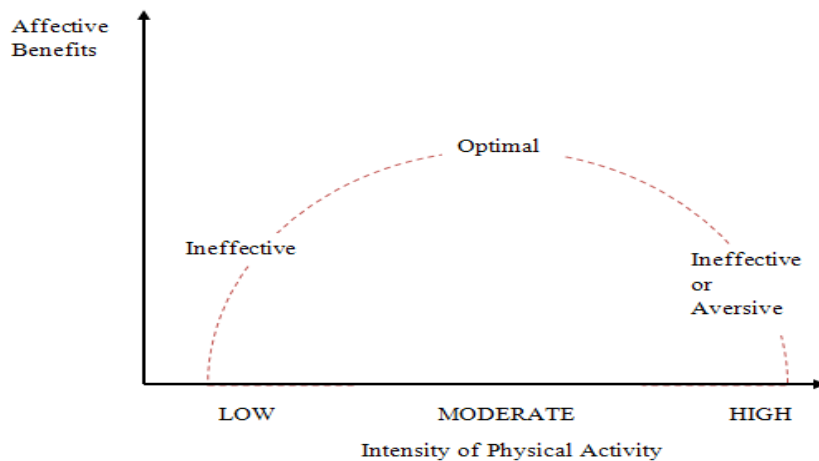 Affective
Benefits
Optimal
Ineffective
Ineffective
or
Aversive
LOW
MODERATE
HIGH
Intensity of Physical Activity